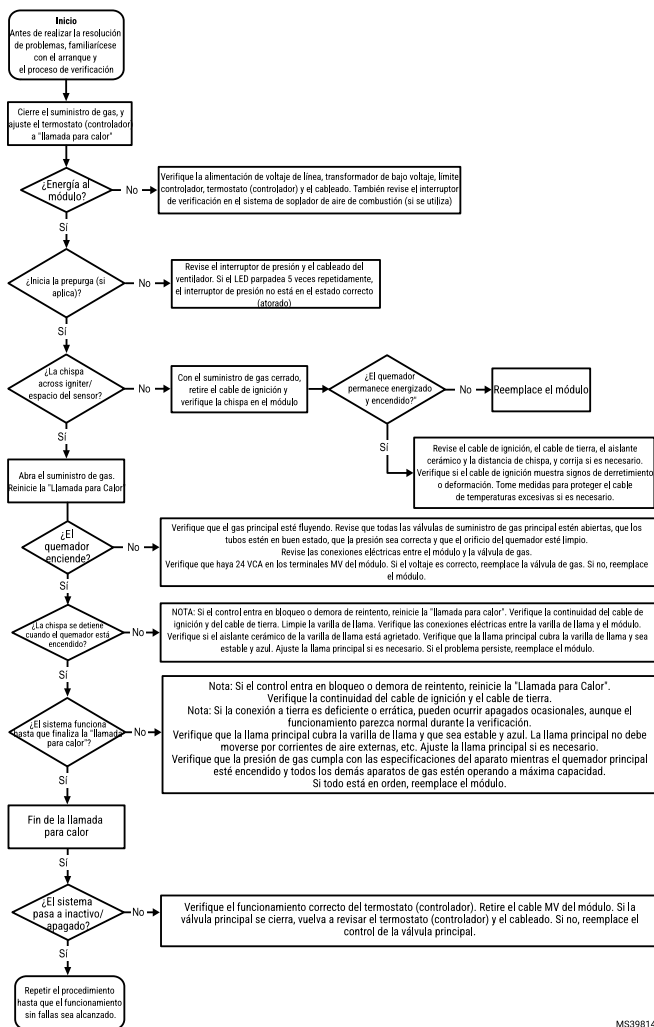 Inicio
Antes de realizar la resolución
de problemas, familiarícese
con el arranque y
el proceso de verificación
Cierre el suministro de gas, y
ajuste el termostato (controlador)
a "llamada para calor"
¿Energía al
módulo?
No
Verifique la alimentación de voltaje de línea, transformador de bajo voltaje, límite
controlador, termostato (controlador) y el cableado. También revise el interruptor
de verificación en el sistema de soplador de aire de combustión (si se utiliza)
Sí
¿Inicia la prepurga (si
aplica)?
No
Revise el interruptor de presión y el cableado del
ventilador. Si el LED parpadea 5 veces repetidamente,
el interruptor de presión no está en el estado correcto
(atorado)
Sí
¿La chispa
across igniter/
espacio del sensor?
No
Con el suministro de gas cerrado,
retire el cable de ignición y
verifique la chispa en el módulo
¿El quemador
permanece energizado
y encendido?"
No
Reemplace el módulo
Sí
Revise el cable de ignición, el cable de tierra, el aislante
cerámico y la distancia de chispa, y corrija si es necesario.
Verifique si el cable de ignición muestra signos de derretimiento
o deformación. Tome medidas para proteger el cable
de temperaturas excesivas si es necesario.
Sí
Abra el suministro de gas.
Reinicie la "Llamada para Calor"
¿El
quemador
enciende?
No
Verifique que el gas principal esté fluyendo. Revise que todas las válvulas de suministro de gas principal estén abiertas, que los
tubos estén en buen estado, que la presión sea correcta y que el orificio del quemador esté limpio.
Revise las conexiones eléctricas entre el módulo y la válvula de gas.
Verifique que haya 24 VCA en los terminales MV del módulo. Si el voltaje es correcto, reemplace la válvula de gas. Si no, reemplace
el módulo.
Sí
¿La chispa se detiene
cuando el quemador está
encendido?
No
NOTA: Si el control entra en bloqueo o demora de reintento, reinicie la "llamada para calor". Verifique la continuidad del cable de
ignición y del cable de tierra. Limpie la varilla de llama. Verifique las conexiones eléctricas entre la varilla de llama y el módulo.
Verifique si el aislante cerámico de la varilla de llama está agrietado. Verifique que la llama principal cubra la varilla de llama y sea
estable y azul. Ajuste la llama principal si es necesario. Si el problema persiste, reemplace el módulo.
Sí
¿El sistema funciona
hasta que finaliza la "llamada
para calor"?
No
Nota: Si el control entra en bloqueo o demora de reintento, reinicie la "Llamada para Calor".
Verifique la continuidad del cable de ignición y el cable de tierra.
Nota: Si la conexión a tierra es deficiente o errática, pueden ocurrir apagados ocasionales, aunque el
funcionamiento parezca normal durante la verificación.
Verifique que la llama principal cubra la varilla de llama y que sea estable y azul. La llama principal no debe
moverse por corrientes de aire externas, etc. Ajuste la llama principal si es necesario.
Verifique que la presión de gas cumpla con las especificaciones del aparato mientras el quemador principal
esté encendido y todos los demás aparatos de gas estén operando a máxima capacidad.
Si todo está en orden, reemplace el módulo.
Sí
Fin de la llamada
para calor
Sí
¿El sistema
pasa a inactivo/
apagado?
No
Verifique el funcionamiento correcto del termostato (controlador). Retire el cable MV del módulo. Si la
válvula principal se cierra, vuelva a revisar el termostato (controlador) y el cableado. Si no, reemplace el
control de la válvula principal.
Sí
Repetir el procedimiento
hasta que el funcionamiento
sin fallas sea alcanzado.
MS39814